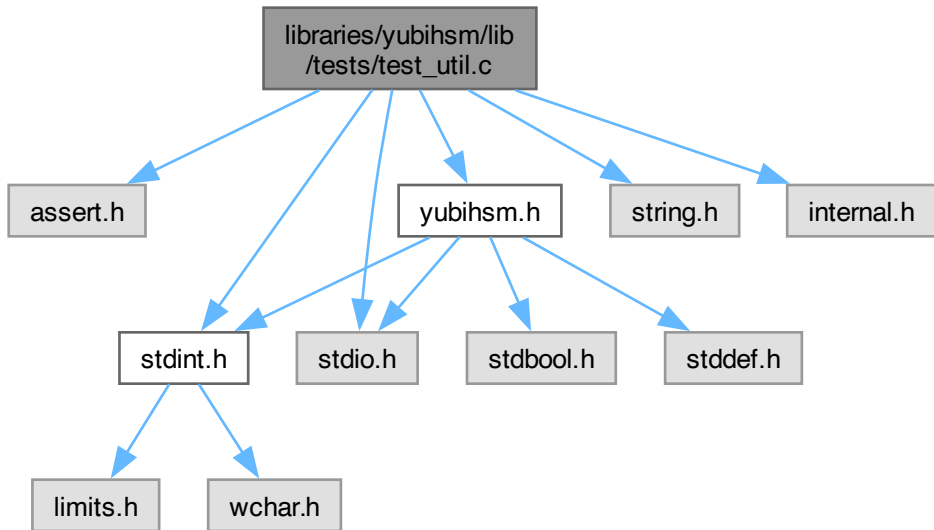 libraries/yubihsm/lib
/tests/test_util.c
assert.h
yubihsm.h
string.h
internal.h
stdint.h
stdio.h
stdbool.h
stddef.h
limits.h
wchar.h